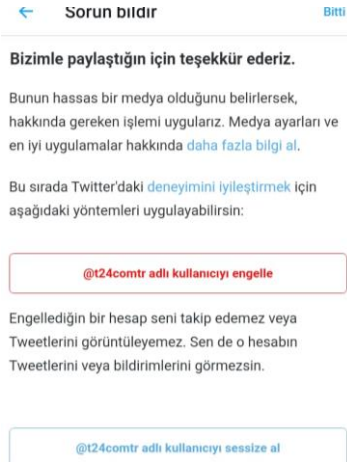 Sorun bildir
Bitti
Bizimle paylaştığın için teşekkür ederiz.
Bunun hassas bir medya olduğunu belirlersek,
hakkında gereken işlemi uygularız. Medya ayarları ve
en iyi uygulamalar hakkında daha fazla bilgi al.
Bu sırada Twitter'daki deneyimini iyileştirmek için
aşağıdaki yöntemleri uygulayabilirsin:
@t24comtr adlı kullanıcıyı engelle
Engellediğin bir hesap seni takip edemez veya
Tweetlerini görüntüleyemez. Sen de o hesabın
Tweetlerini veya bildirimlerini görmezsin.
@t24comtr adlı kullanıcıyı sessize al